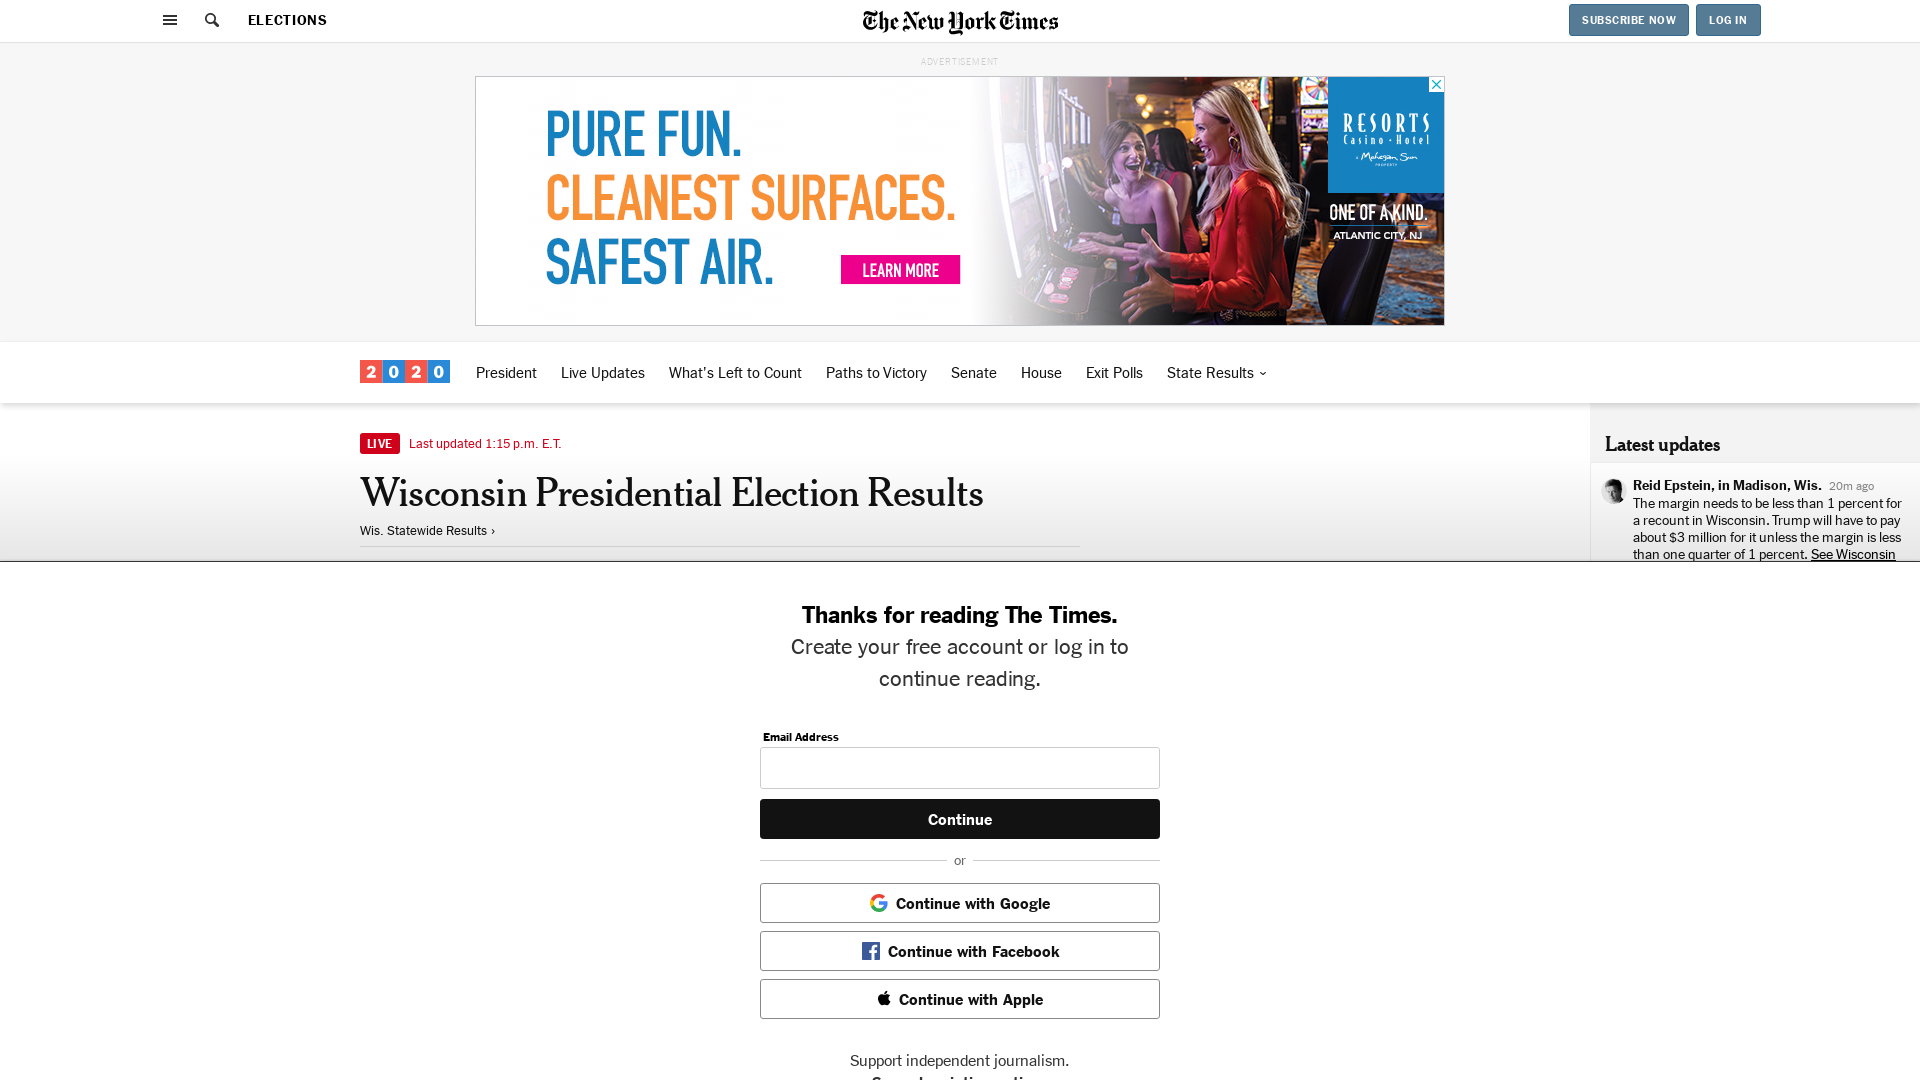 ELECTIONS
The New York Times
SUBSCRIBE NOW
LOG IN
ADVERTISEMENT
PURE FUN.
CLEANEST SURFACES.
SAFEST AIR.
LEARN MORE
RESORTS
Casino • Hotel
a Mohegan Sun
PROPERTY
ONE OF A KIND.
ATLANTIC CITY, NJ
2020
President
Live Updates
What's Left to Count
Paths to Victory
Senate
House
Exit Polls
State Results
LIVE
Last updated 1:15 p.m. E.T.
Wisconsin Presidential Election Results
Wis. Statewide Results ›
Latest updates
Reid Epstein, in Madison, Wis. 20m ago
The margin needs to be less than 1 percent for
a recount in Wisconsin. Trump will have to pay
about $3 million for it unless the margin is less
than one quarter of 1 percent. See Wisconsin
Thanks for reading The Times.
Create your free account or log in to
continue reading.
Email Address
Continue
or
Continue with Google
Continue with Facebook
Continue with Apple
Support independent journalism.